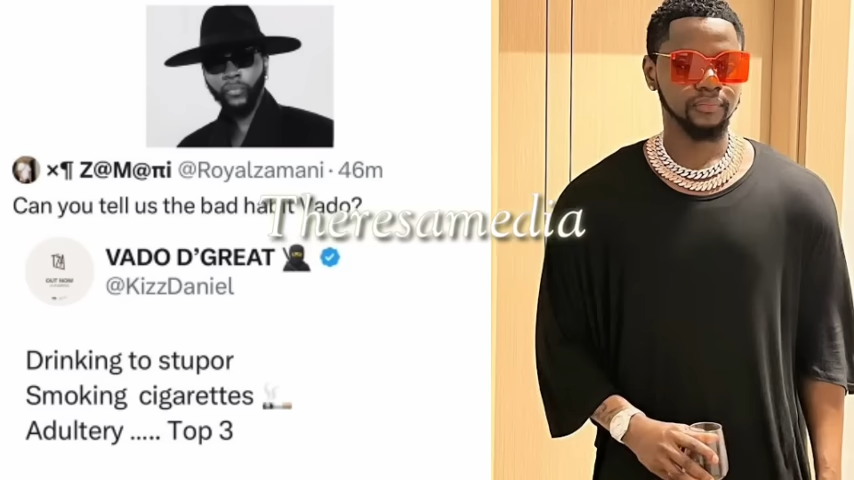 ×¶ Z@M@πi @Royalzamani · 46m
Can you tell us the bad habit Vado?
Theresamedia
VADO D'GREAT
@KizzDaniel
OUT NOW
Drinking to stupor
Smoking cigarettes 🚬
Adultery ..... Top 3